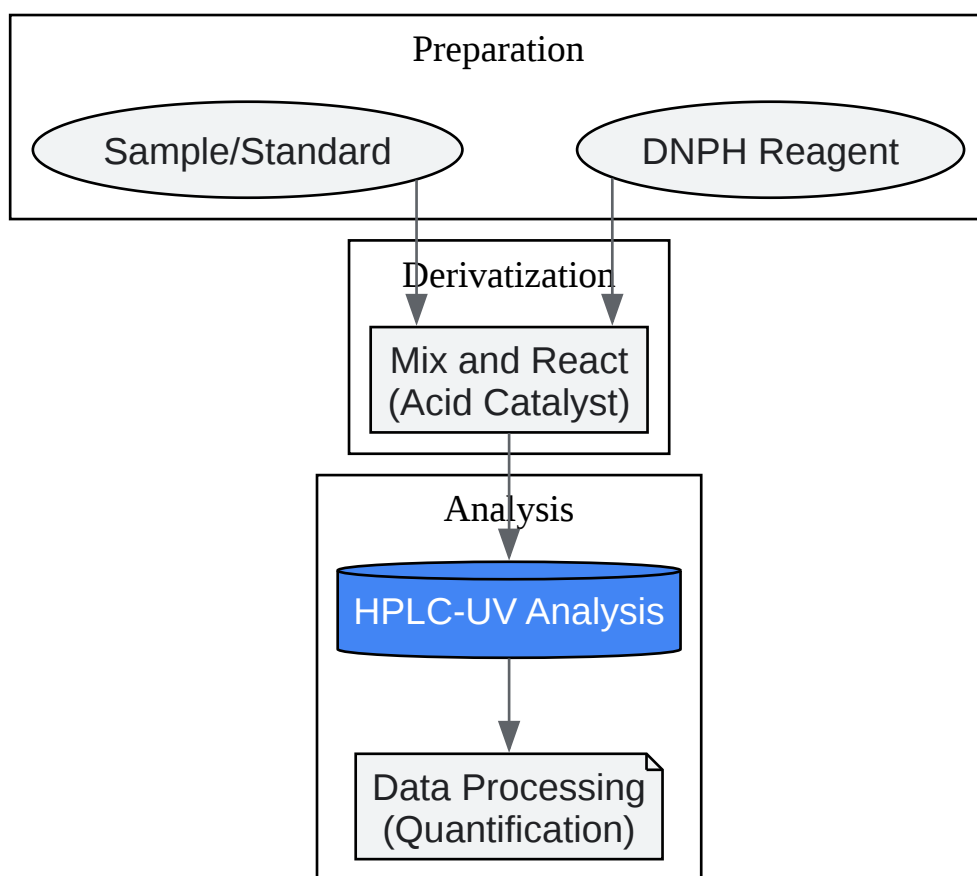 Preparation
Sample/Standard
DNPH Reagent
Derivatization
Mix and React
(Acid Catalyst)
Analysis
HPLC-UV Analysis
Data Processing
(Quantification)